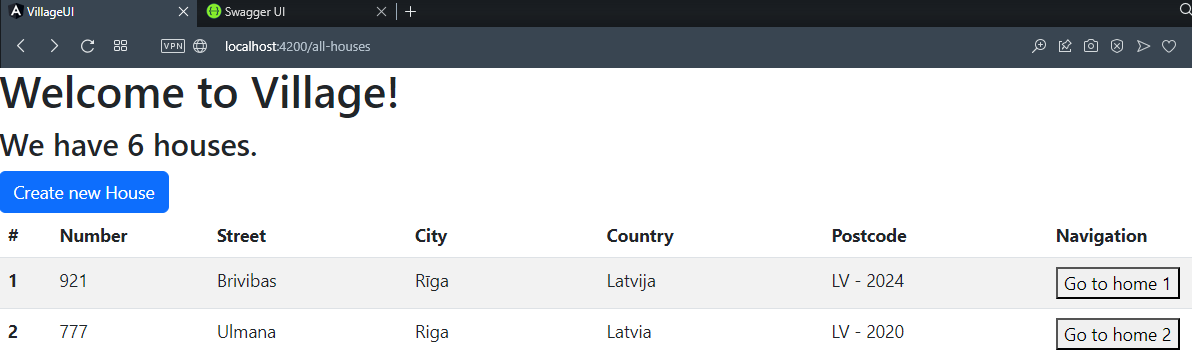 VillageUI
Swagger UI
VPN localhost:4200/all-houses
Welcome to Village!
We have 6 houses.
Create new House
# Number Street City Country Postcode Navigation
1 921 Brivibas Rīga Latvija LV - 2024 Go to home 1
2 777 Ulmana Riga Latvia LV - 2020 Go to home 2